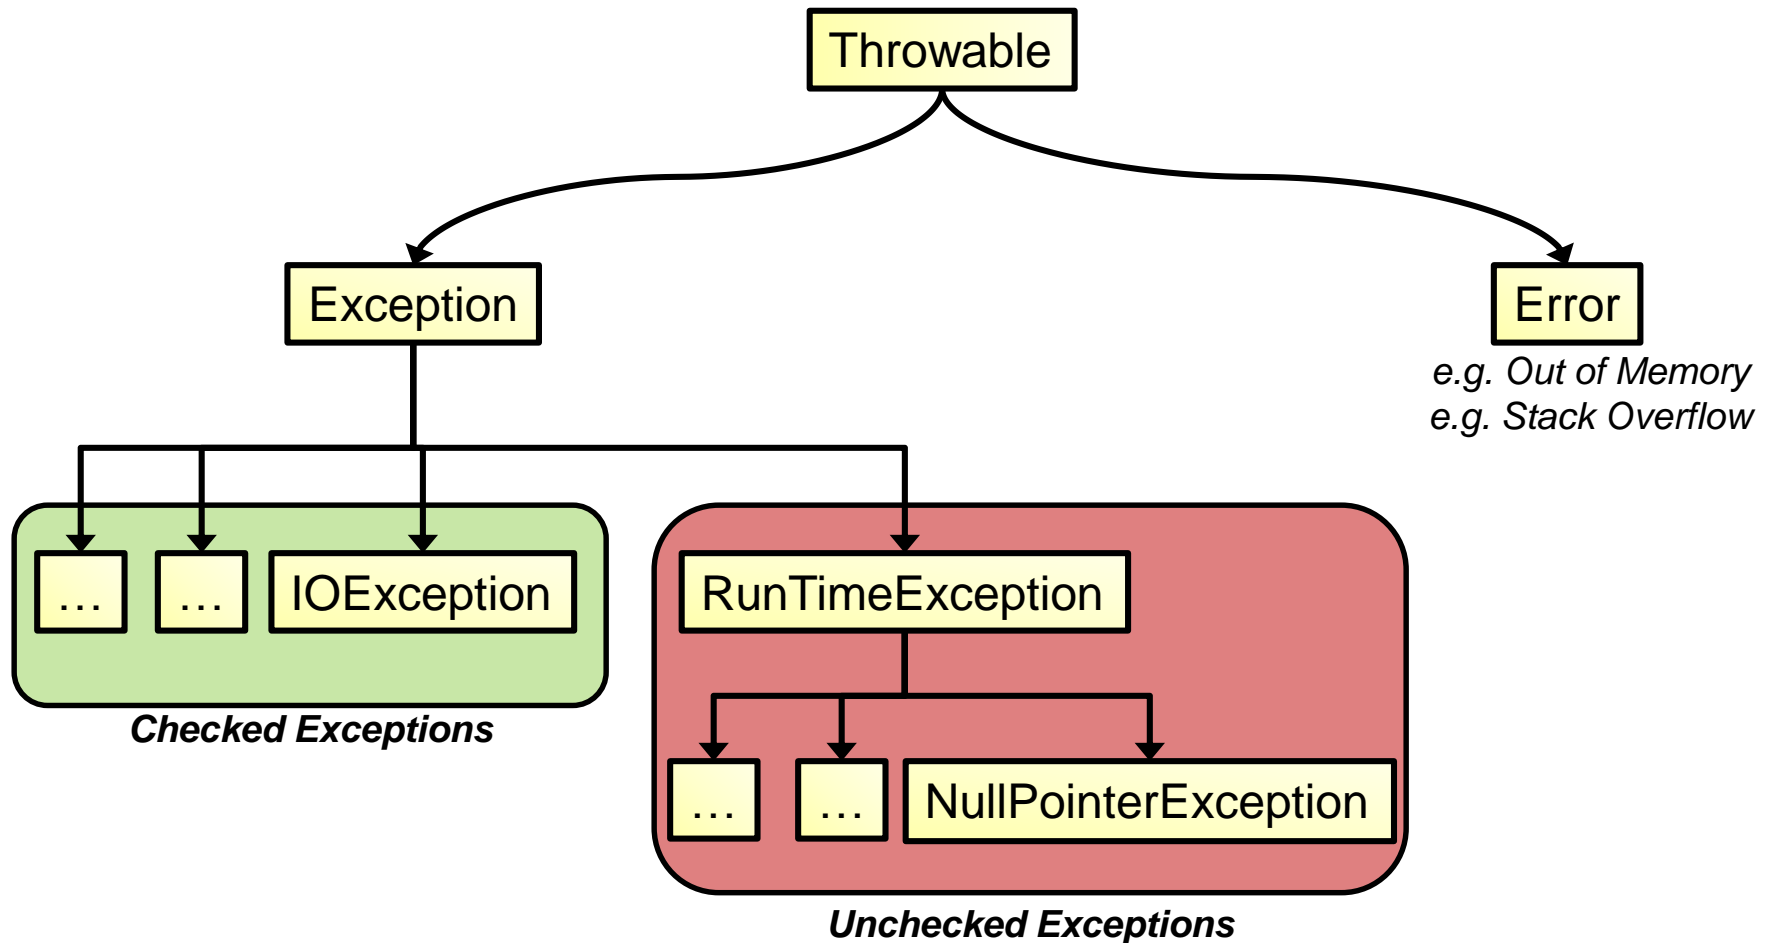 Throwable
Exception
Error
e.g. Out of Memory
e.g. Stack Overflow
...
...
IOException
RunTimeException
Checked Exceptions
...
...
NullPointerException
Unchecked Exceptions